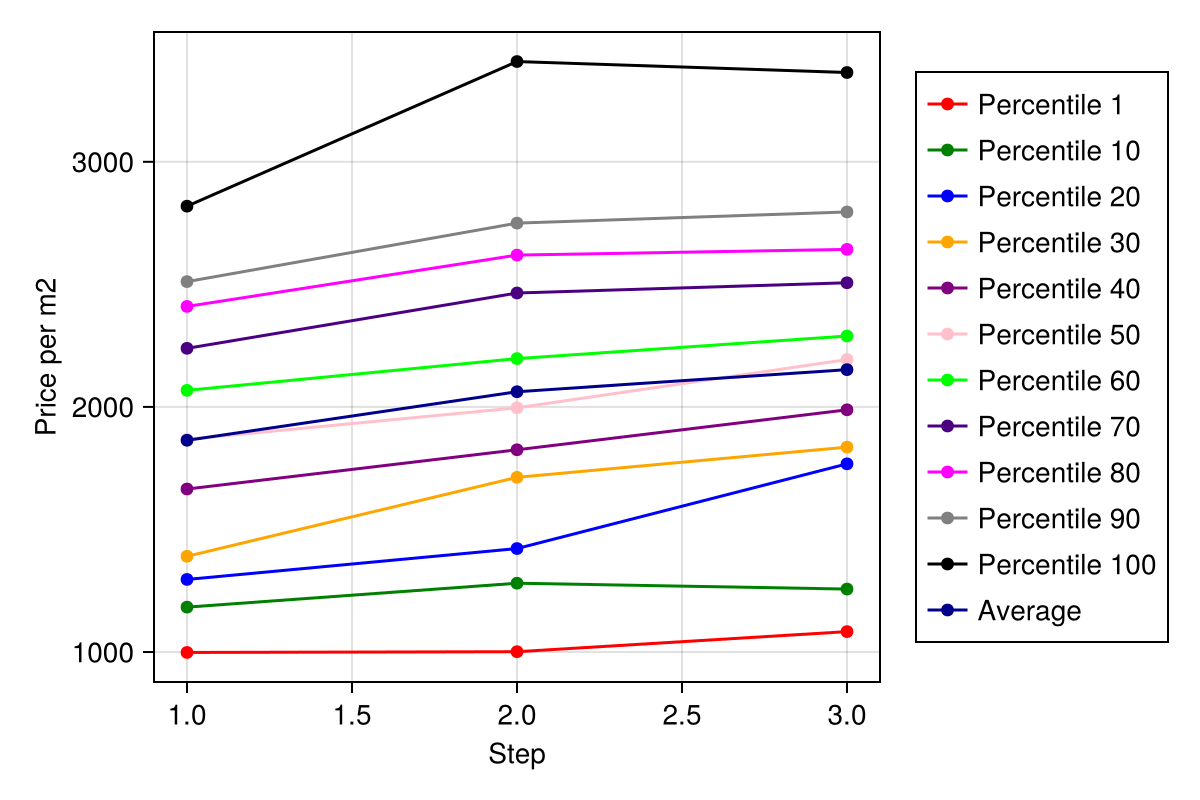 Price per m2
3000
2000
1000
1.0 1.5 2.0 2.5 3.0
Step
Percentile 1
Percentile 10
Percentile 20
Percentile 30
Percentile 40
Percentile 50
Percentile 60
Percentile 70
Percentile 80
Percentile 90
Percentile 100
Average